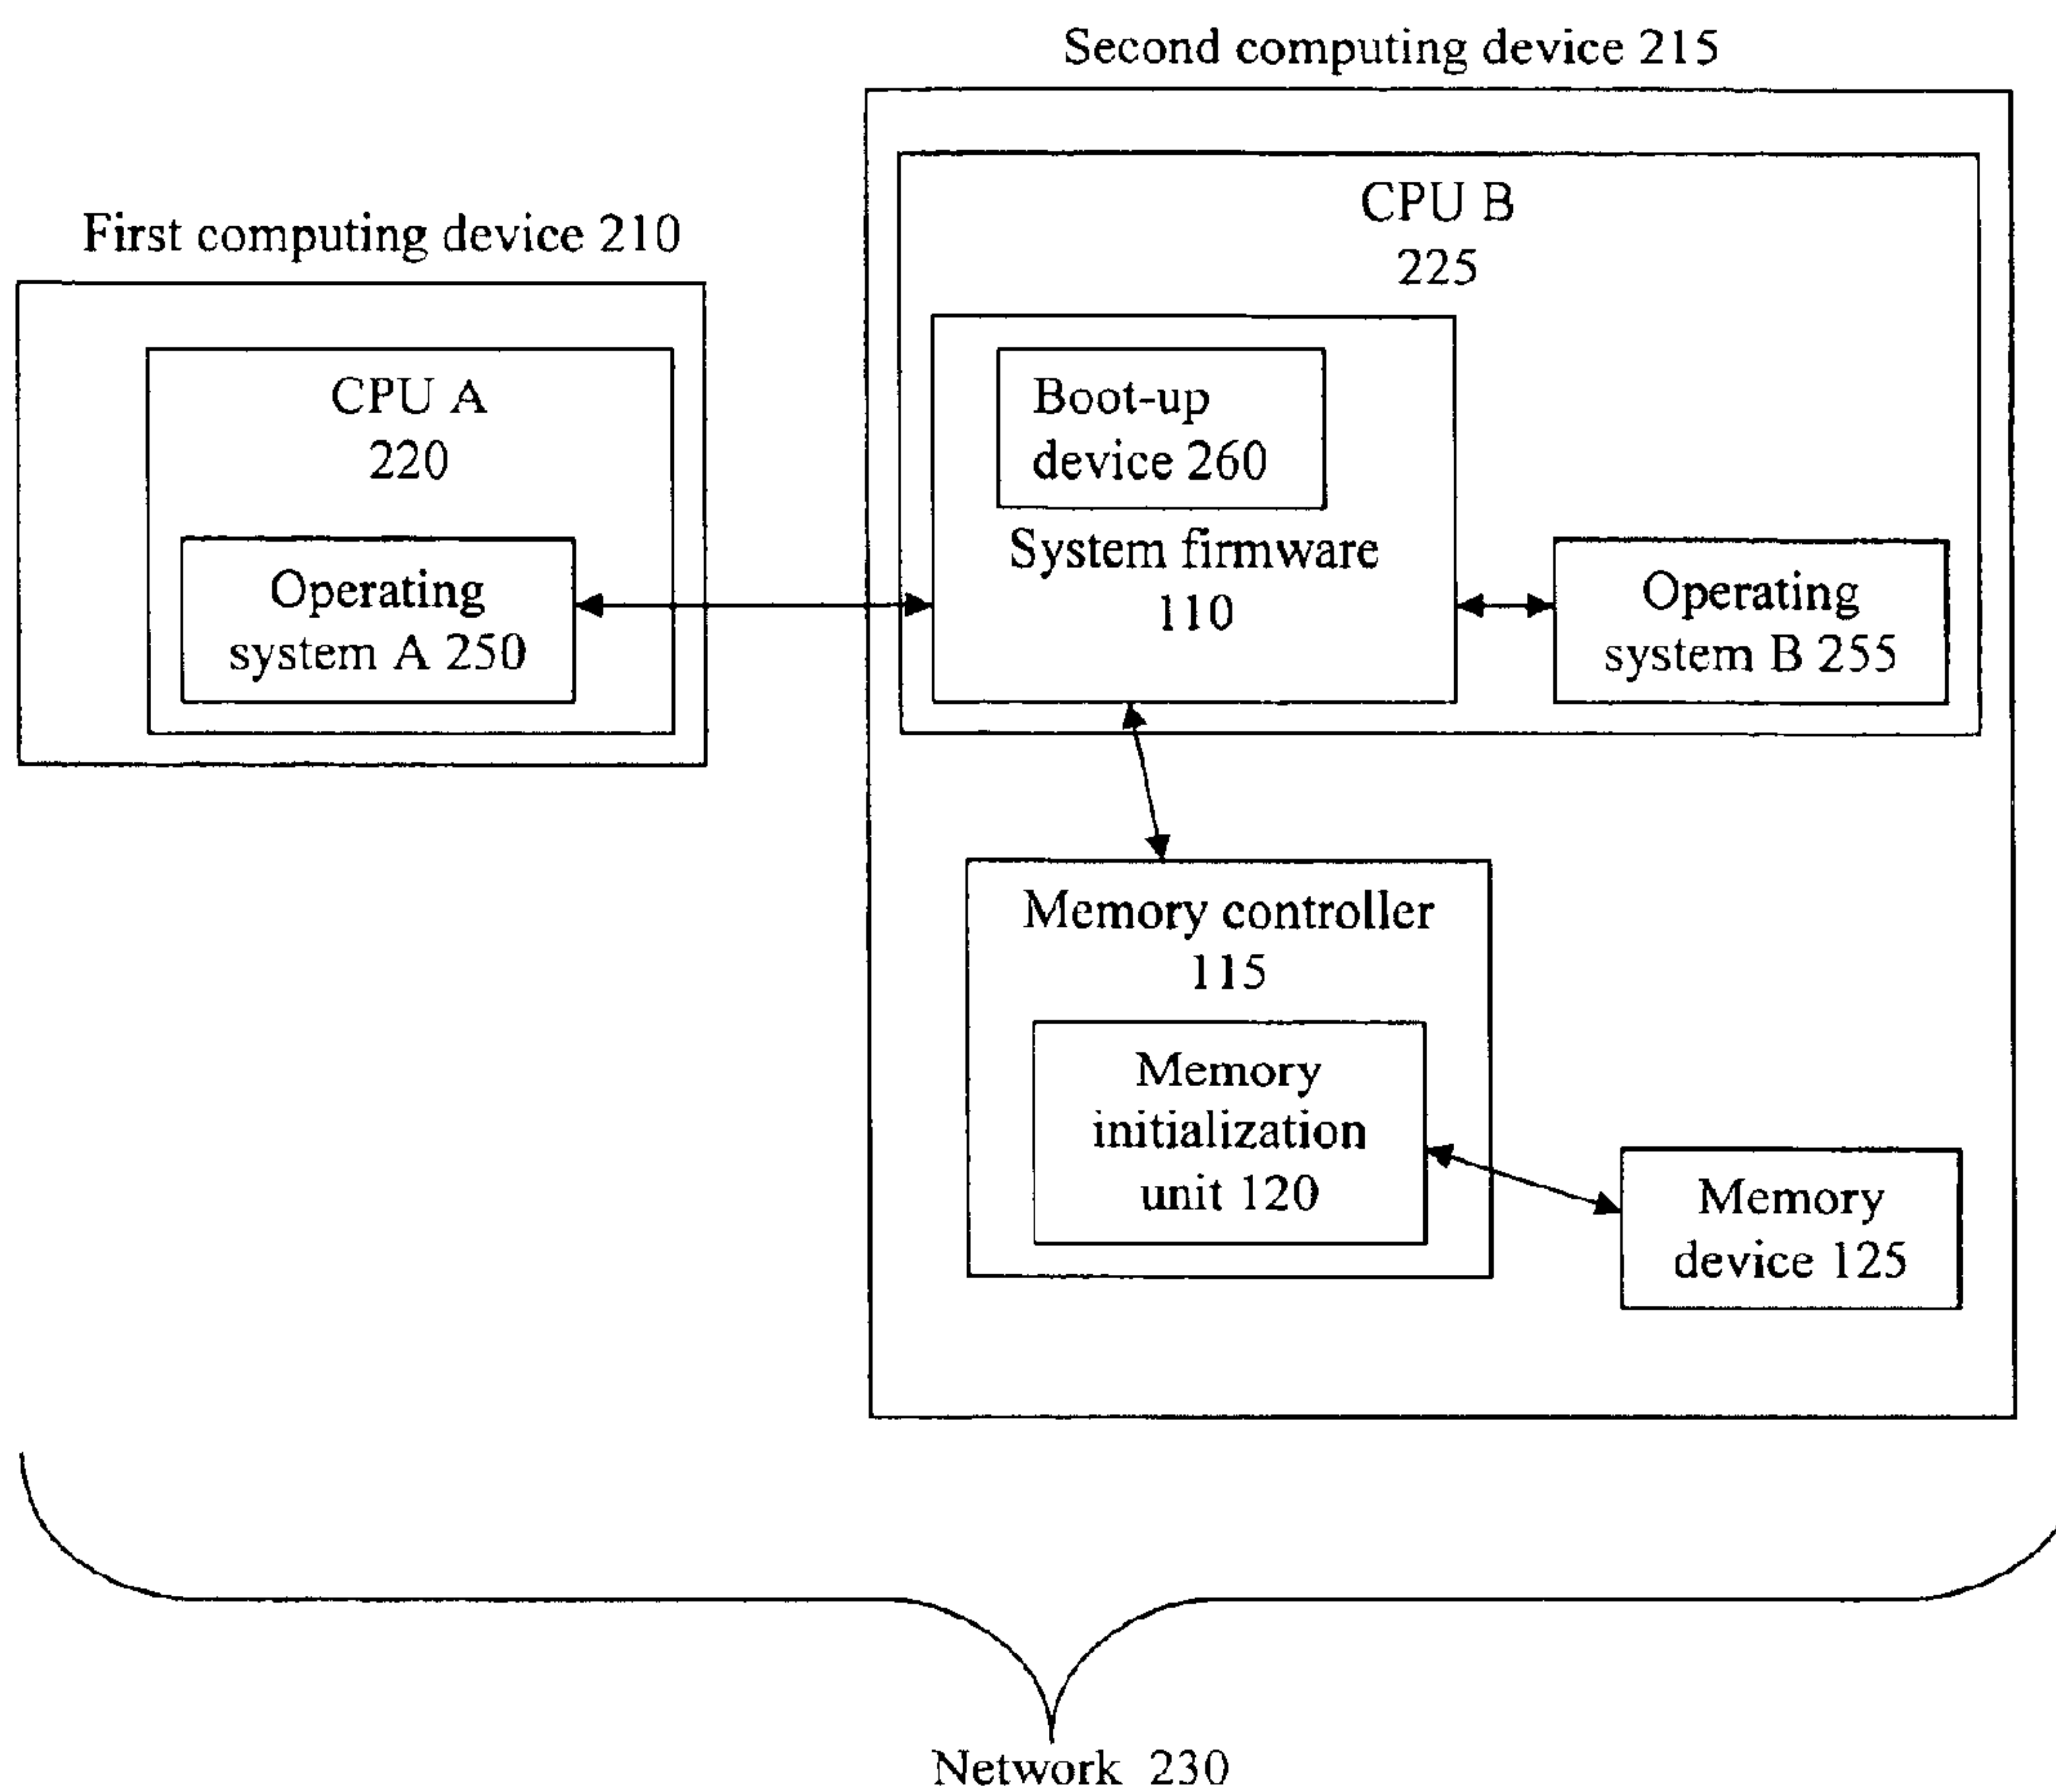 Second computing device 215
CPU B
225
First computing device 210
CPU A
220
Boot-up
device 260
System firmware
110
Operating
system A 250
Operating
system B 255
Memory controller
115
Memory
initialization
unit 120
Memory
device 125
Network 230